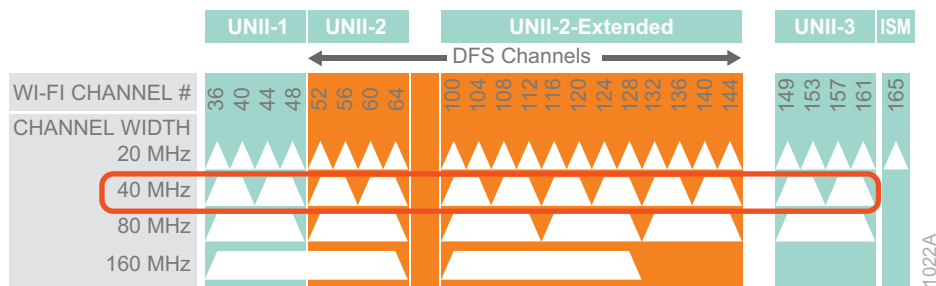 UNII-1 UNII-2 UNII-2-Extended UNII-3 ISM
DFS Channels
WI-FI CHANNEL # 36 40 44 48 52 56 60 64 100 104 108 112 116 120 124 128 132 136 140 144 149 153 157 161 165
CHANNEL WIDTH
20 MHz
40 MHz
80 MHz
160 MHz
1022A